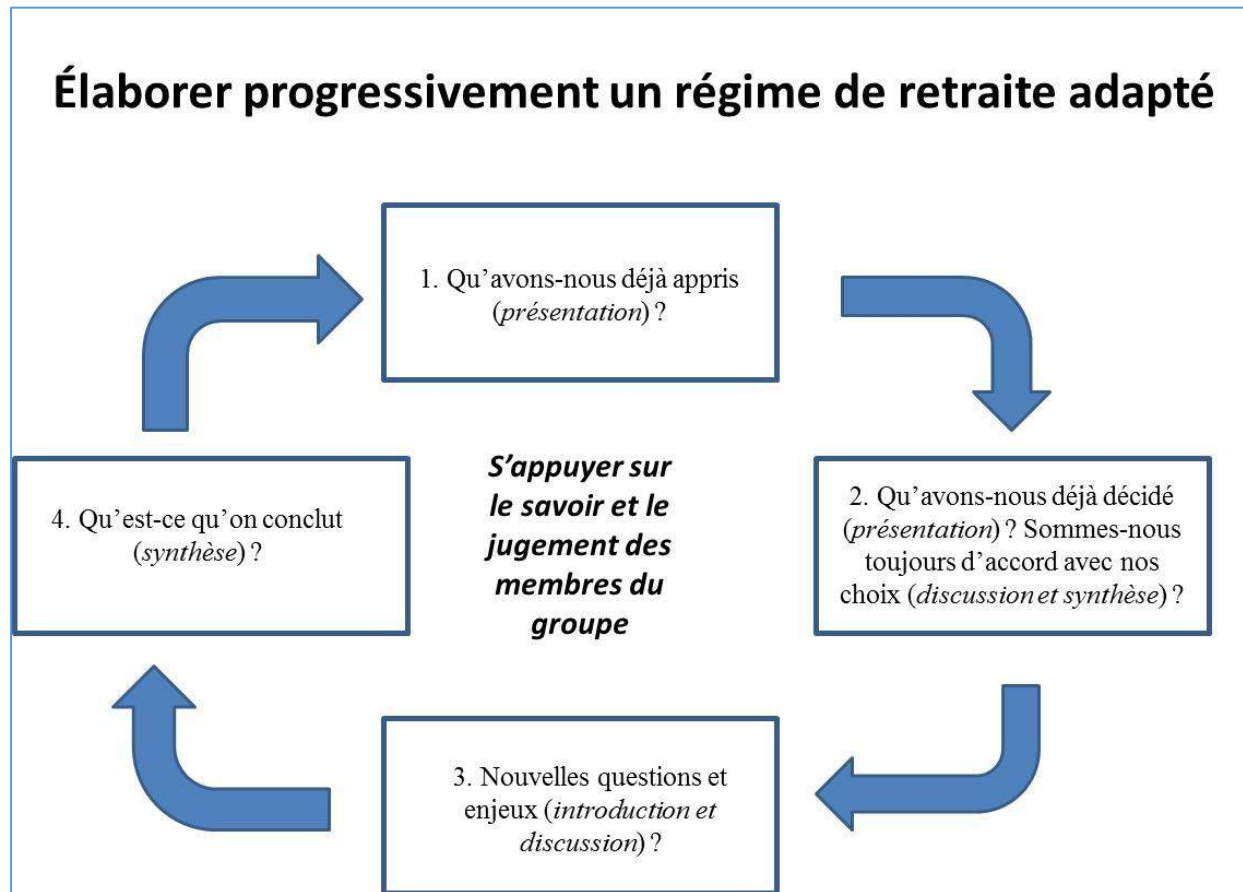 Élaborer progressivement un régime de retraite adapté
1. Qu’avons-nous déjà appris
(présentation) ?
2. Qu’avons-nous déjà décidé
(présentation) ? Sommes-nous
toujours d’accord avec nos
choix (discussion et synthèse) ?
3. Nouvelles questions et
enjeux (introduction et
discussion) ?
4. Qu’est-ce qu’on conclut
(synthèse) ?
S’appuyer sur
le savoir et le
jugement des
membres du
groupe